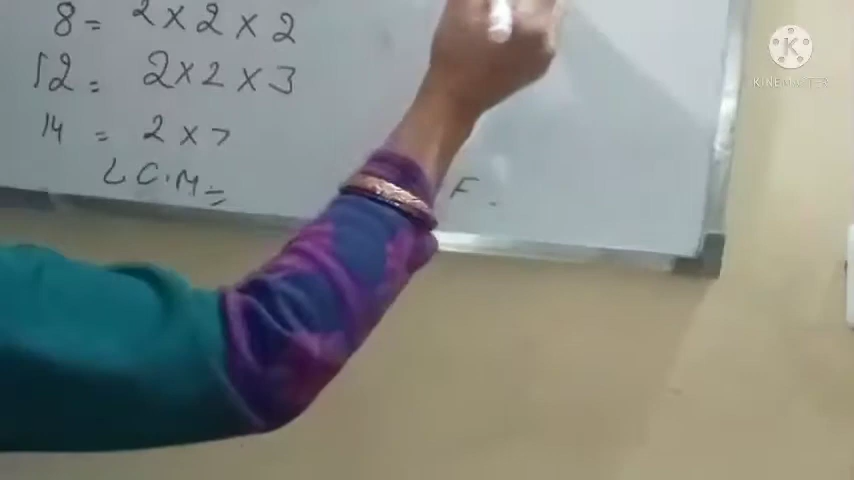 8 = 2 x 2 x 2
12 = 2 x 2 x 3
14 = 2 x 7
L.C.M =
F.
KINEMASTER